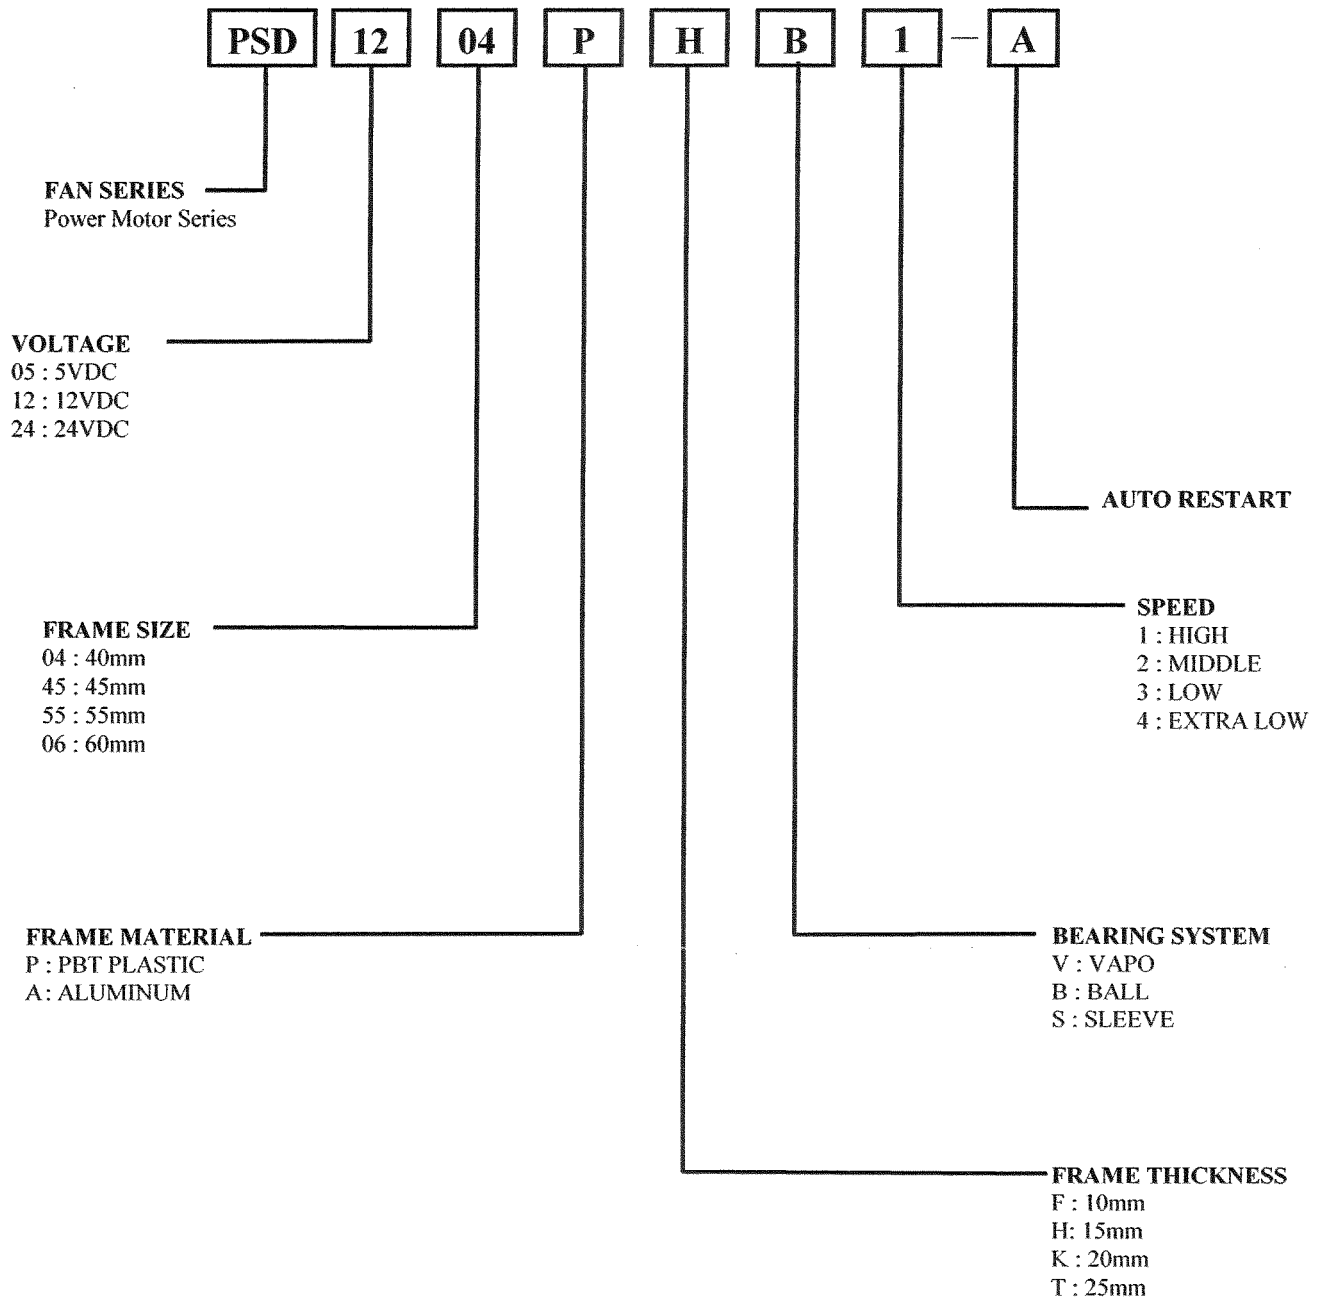 PSD 12 04 P H B 1 — A
FAN SERIES
Power Motor Series
VOLTAGE
05 : 5VDC
12 : 12VDC
24 : 24VDC
AUTO RESTART
SPEED
1 : HIGH
2 : MIDDLE
3 : LOW
4 : EXTRA LOW
FRAME SIZE
04 : 40mm
45 : 45mm
55 : 55mm
06 : 60mm
FRAME MATERIAL
P : PBT PLASTIC
A : ALUMINUM
BEARING SYSTEM
V : VAPO
B : BALL
S : SLEEVE
FRAME THICKNESS
F : 10mm
H: 15mm
K : 20mm
T : 25mm